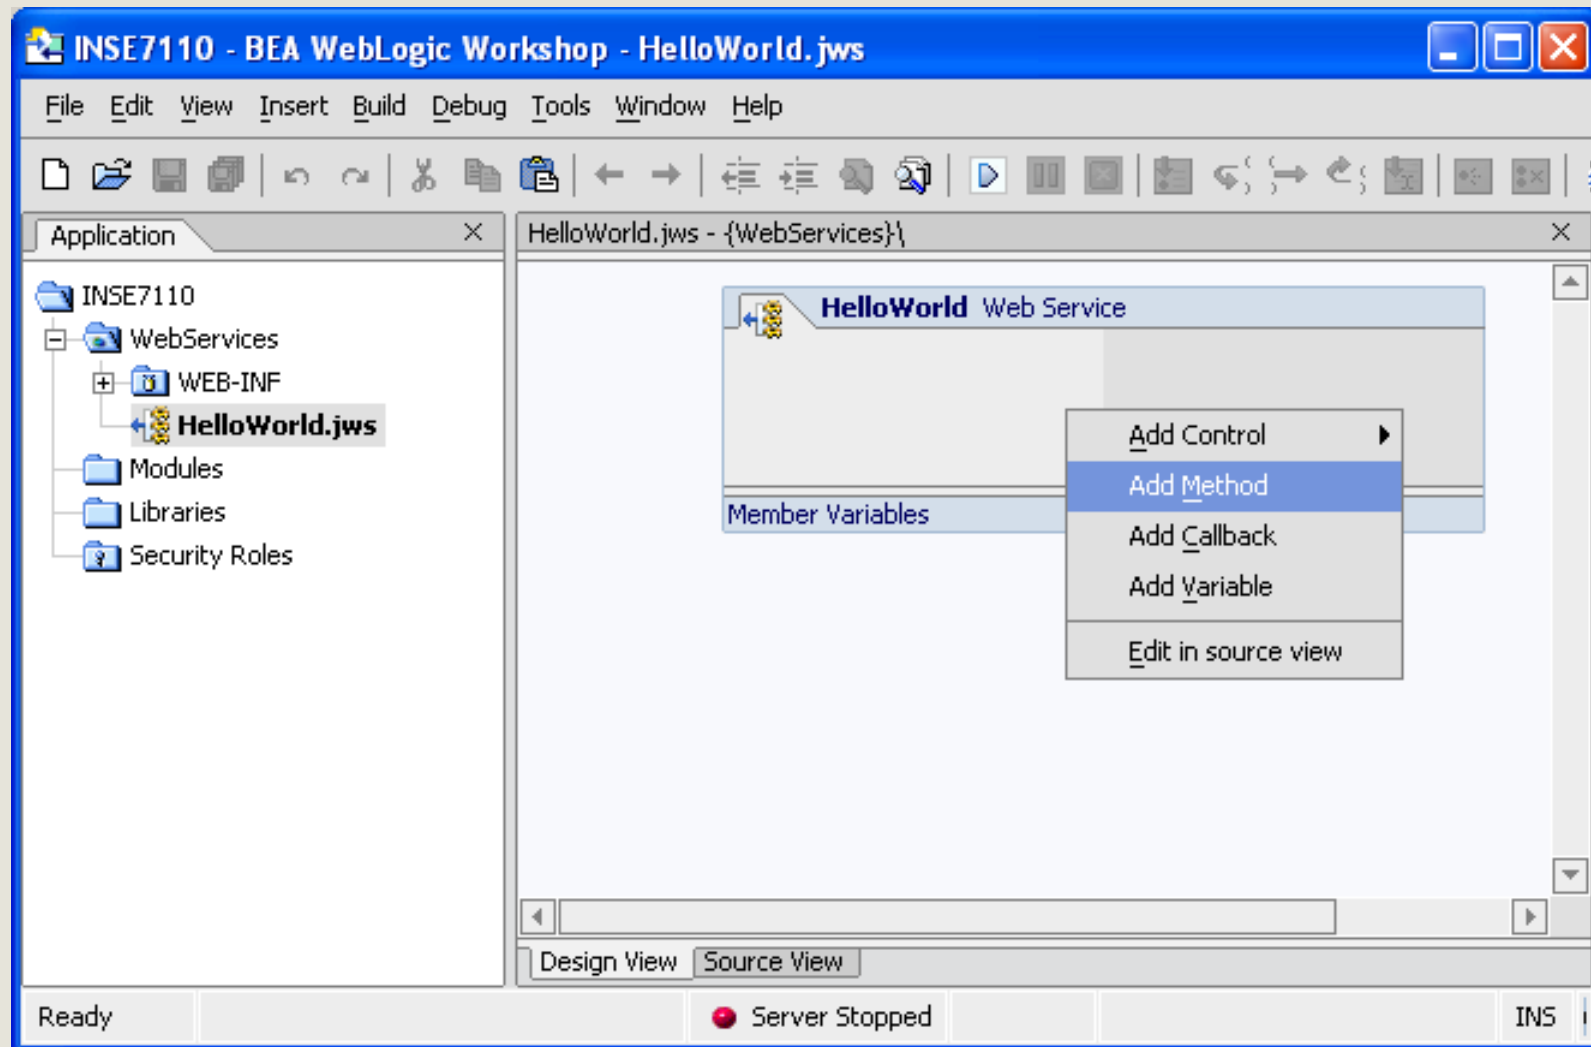 INSE7110 - BEA WebLogic Workshop - HelloWorld.jws
File Edit View Insert Build Debug Tools Window Help
Application
HelloWorld.jws - {WebServices}\
INSE7110
WebServices
WEB-INF
HelloWorld.jws
Modules
Libraries
Security Roles
HelloWorld Web Service
Member Variables
Add Control
Add Method
Add Callback
Add Variable
Edit in source view
Design View Source View
Ready
Server Stopped
INS